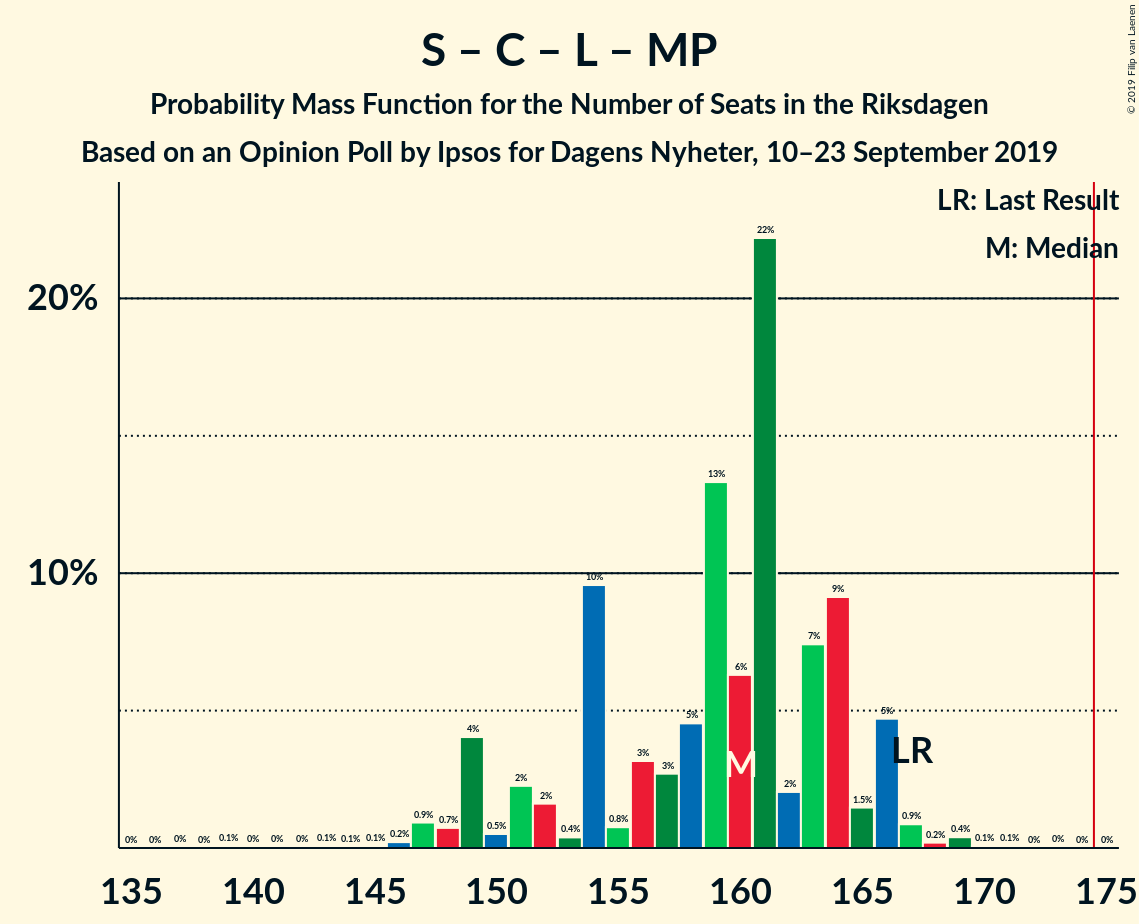 S – C – L – MP
Probability Mass Function for the Number of Seats in the Riksdagen
Based on an Opinion Poll by Ipsos for Dagens Nyheter, 10–23 September 2019
© 2019 Filip van Laenen
LR: Last Result
M: Median
20%
10%
0% 0% 0% 0% 0.1% 0% 0% 0% 0.1% 0.1% 0.1% 0.2% 0.9% 0.7% 4% 0.5% 2% 2% 0.4% 10% 0.8% 3% 3% 5% 13% 6% 22% 2% 7% 9% 1.5% 5% 0.9% 0.2% 0.4% 0.1% 0.1% 0% 0% 0% 0%
M
LR
135 140 145 150 155 160 165 170 175